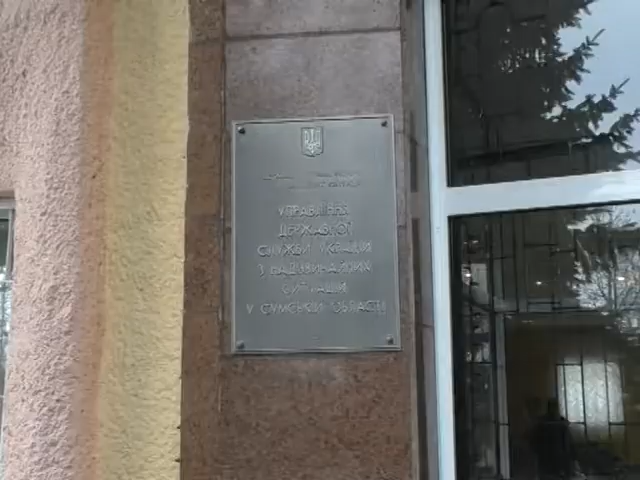 УПРАВЛІННЯ
ДЕРЖАВНОЇ
СЛУЖБИ УКРАЇНИ
З НАДЗВИЧАЙНИХ
СИТУАЦІЙ
У СУМСЬКІЙ ОБЛАСТІ